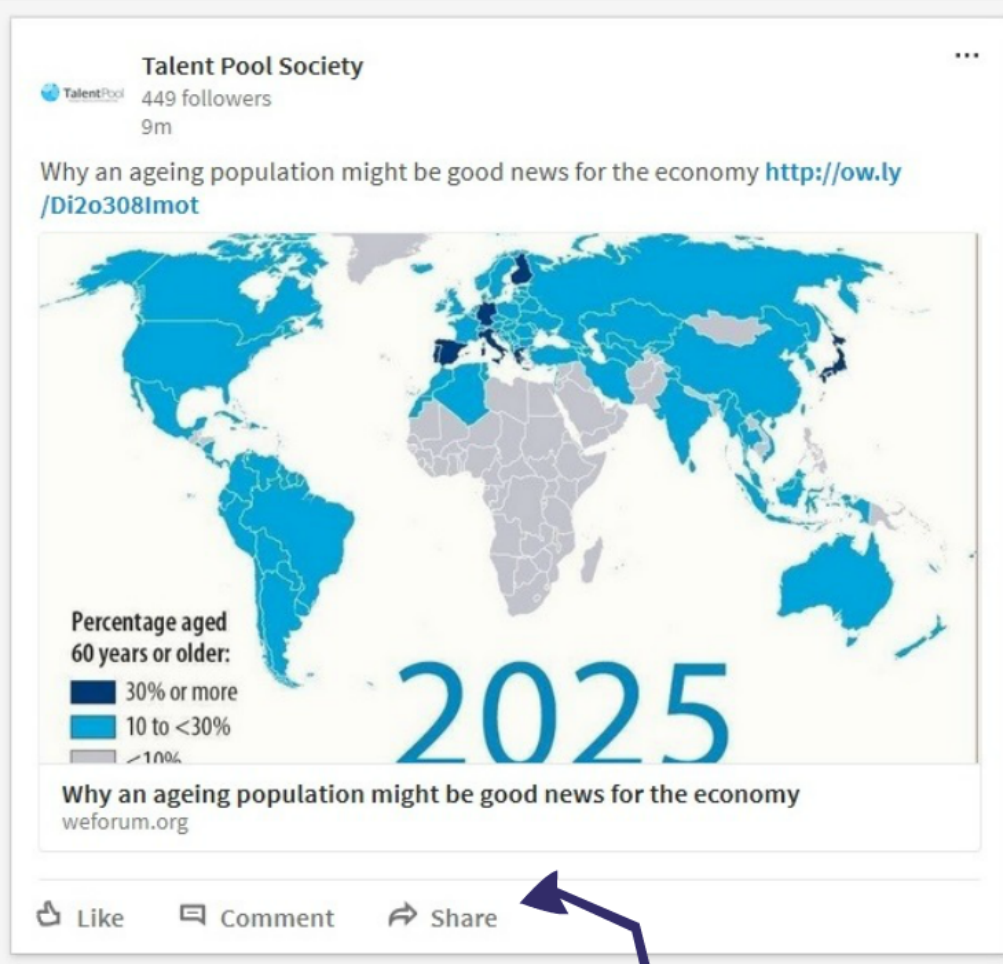 Talent Pool Society
TalentPool
449 followers
9m
Why an ageing population might be good news for the economy http://ow.ly
/Di2o308Imot
Percentage aged
60 years or older:
30% or more
10 to <30%
<10%
2025
Why an ageing population might be good news for the economy
weforum.org
Like Comment Share